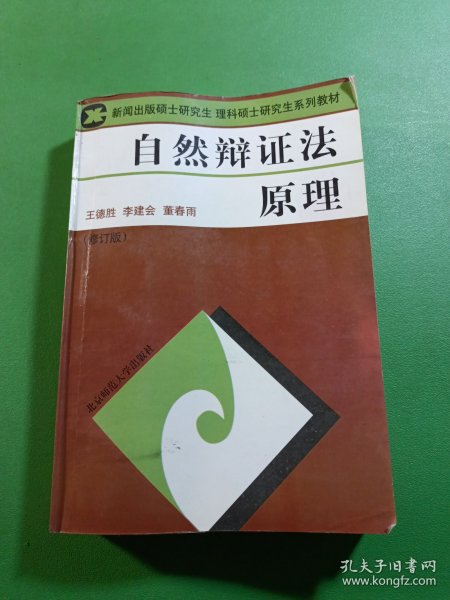 新闻出版硕士研究生 理科硕士研究生系列教材
自然辩证法
原理
王德胜 李建会 董春雨
(修订版)
北京师范大学出版社
孔夫子旧书网
www.kongfz.com